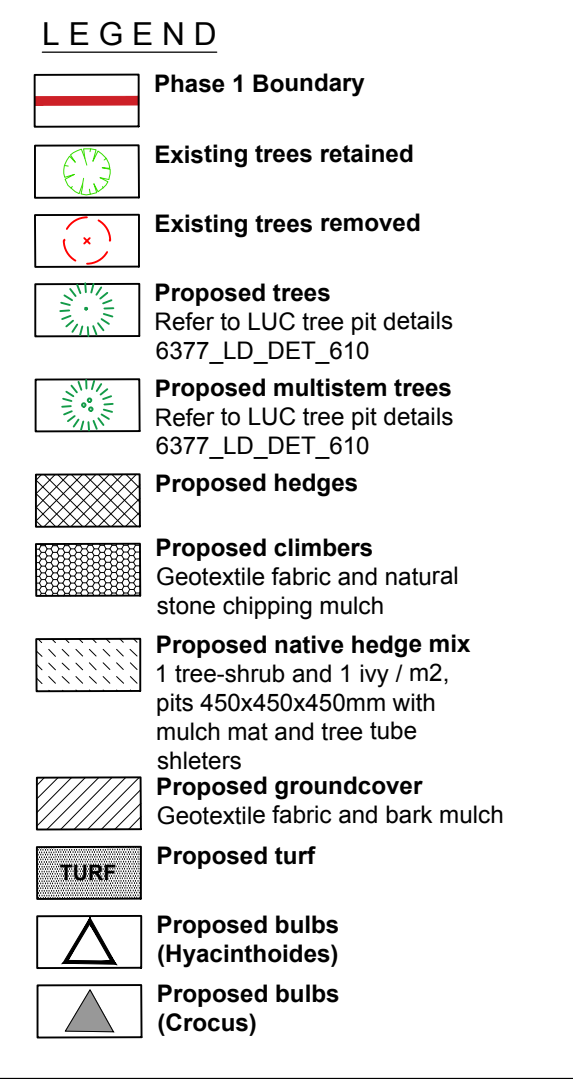 LEGEND
Phase 1 Boundary
Existing trees retained
Existing trees removed
Proposed trees
Refer to LUC tree pit details
6377_LD_DET_610
Proposed multistem trees
Refer to LUC tree pit details
6377_LD_DET_610
Proposed hedges
Proposed climbers
Geotextile fabric and natural
stone chipping mulch
Proposed native hedge mix
1 tree-shrub and 1 ivy / m2,
pits 450x450x450mm with
mulch mat and tree tube
shleters
Proposed groundcover
Geotextile fabric and bark mulch
TURF
Proposed turf
Proposed bulbs
(Hyacinthoides)
Proposed bulbs
(Crocus)